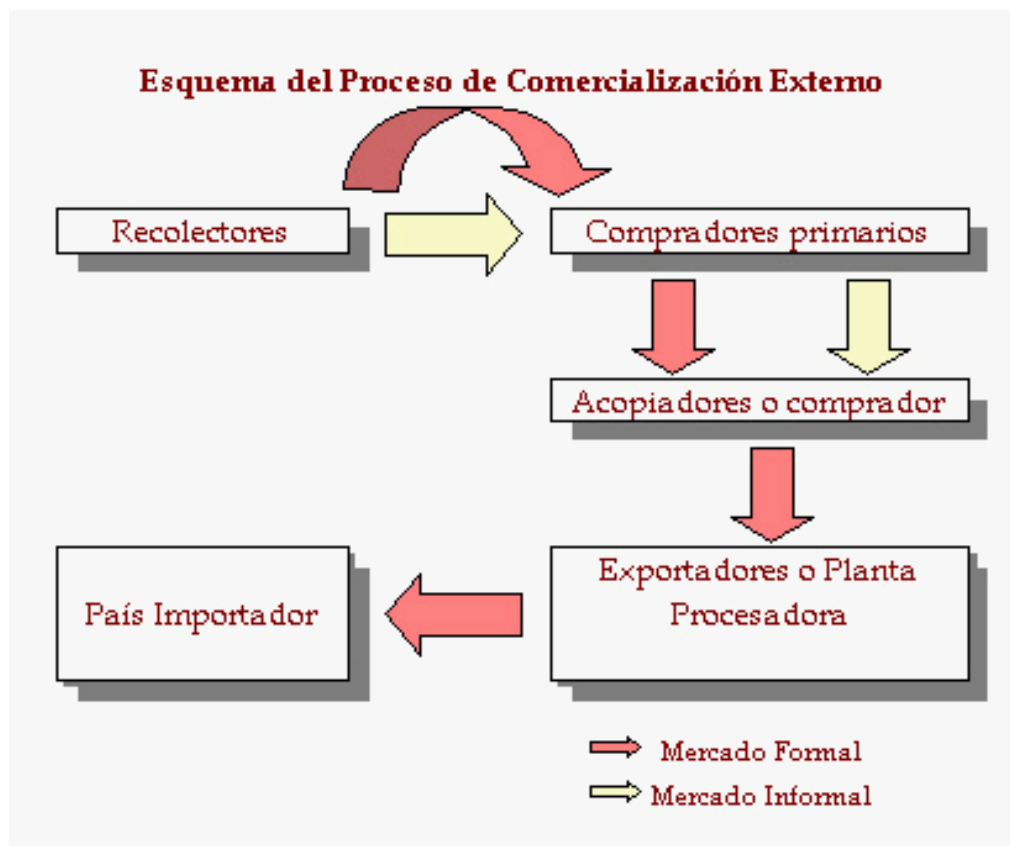 Esquema del Proceso de Comercialización Externo
Recolectores
Compradores primarios
Acopiadores o comprador
Exportadores o Planta
Procesadora
País Importador
Mercado Formal
Mercado Informal